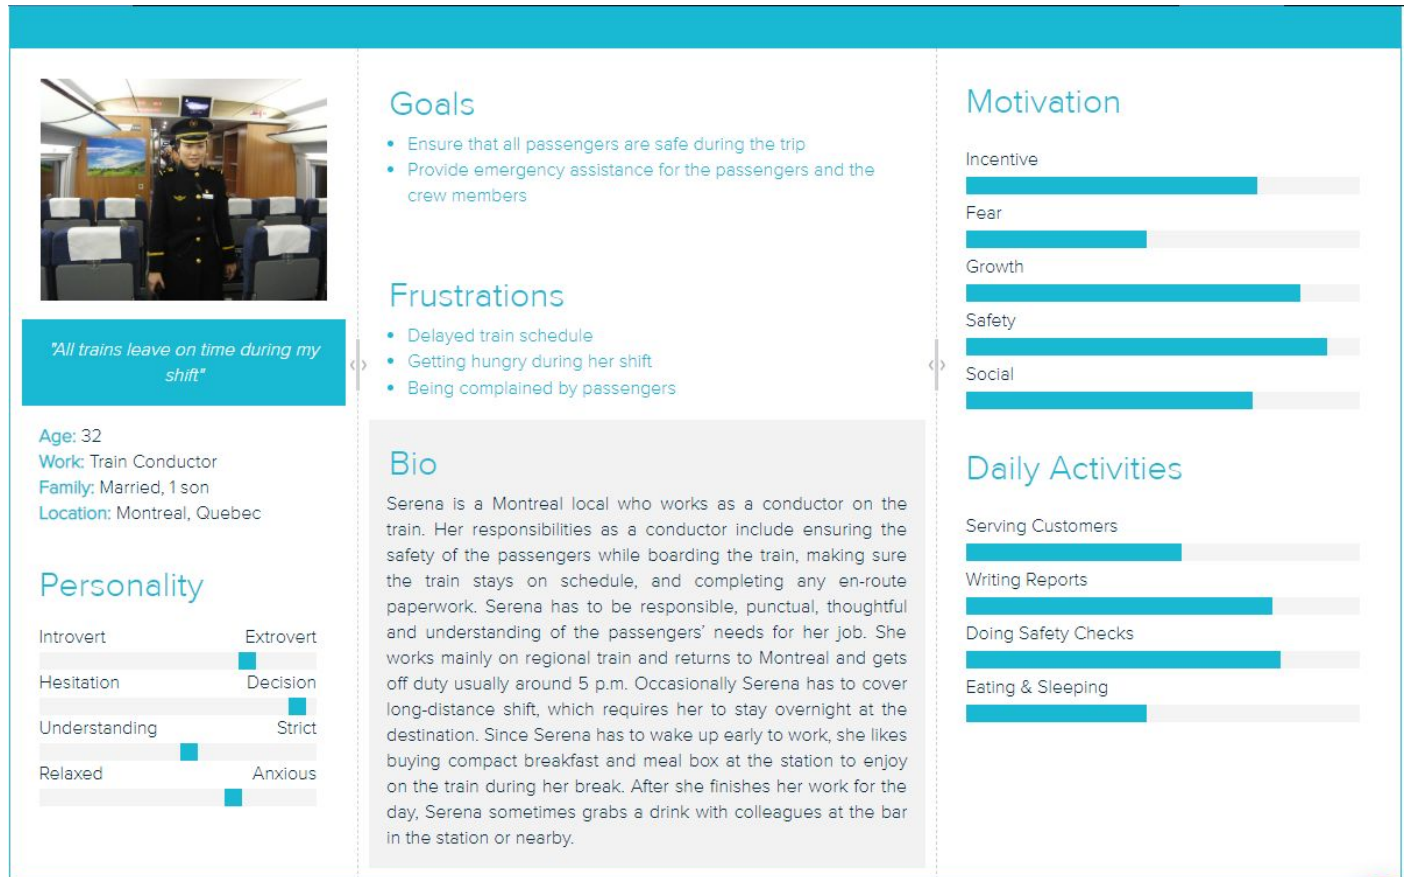 "All trains leave on time during my
shift"
Age: 32
Work: Train Conductor
Family: Married, 1 son
Location: Montreal, Quebec
Personality
Introvert Extrovert
Hesitation Decision
Understanding Strict
Relaxed Anxious
Goals
• Ensure that all passengers are safe during the trip
• Provide emergency assistance for the passengers and the
crew members
Frustrations
• Delayed train schedule
• Getting hungry during her shift
• Being complained by passengers
Bio
Serena is a Montreal local who works as a conductor on the
train. Her responsibilities as a conductor include ensuring the
safety of the passengers while boarding the train, making sure
the train stays on schedule, and completing any en-route
paperwork. Serena has to be responsible, punctual, thoughtful
and understanding of the passengers' needs for her job. She
works mainly on regional train and returns to Montreal and gets
off duty usually around 5 p.m. Occasionally Serena has to cover
long-distance shift, which requires her to stay overnight at the
destination. Since Serena has to wake up early to work, she likes
buying compact breakfast and meal box at the station to enjoy
on the train during her break. After she finishes her work for the
day, Serena sometimes grabs a drink with colleagues at the bar
in the station or nearby.
Motivation
Incentive
Fear
Growth
Safety
Social
Daily Activities
Serving Customers
Writing Reports
Doing Safety Checks
Eating & Sleeping